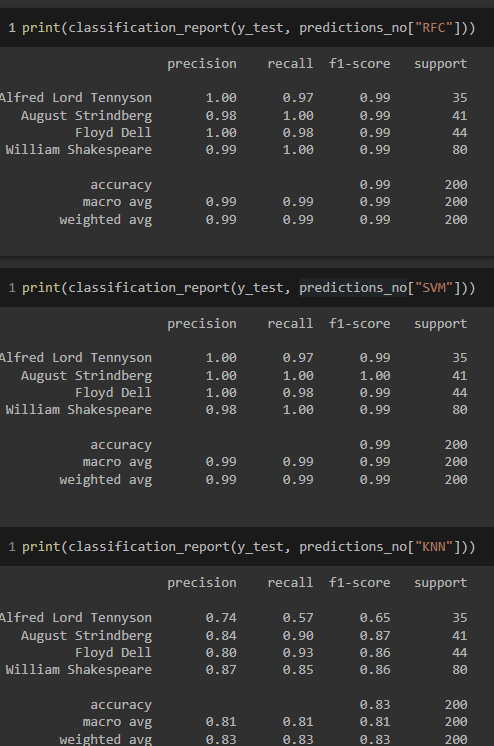 1 print(classification_report(y_test, predictions_no["RFC"]))
precision recall f1-score support
Alfred Lord Tennyson 1.00 0.97 0.99 35
August Strindberg 0.98 1.00 0.99 41
Floyd Dell 1.00 0.98 0.99 44
William Shakespeare 0.99 1.00 0.99 80
accuracy 0.99 200
macro avg 0.99 0.99 0.99 200
weighted avg 0.99 0.99 0.99 200
1 print(classification_report(y_test, predictions_no["SVM"]))
precision recall f1-score support
Alfred Lord Tennyson 1.00 0.97 0.99 35
August Strindberg 1.00 1.00 1.00 41
Floyd Dell 1.00 0.98 0.99 44
William Shakespeare 0.98 1.00 0.99 80
accuracy 0.99 200
macro avg 0.99 0.99 0.99 200
weighted avg 0.99 0.99 0.99 200
1 print(classification_report(y_test, predictions_no["KNN"]))
precision recall f1-score support
Alfred Lord Tennyson 0.74 0.57 0.65 35
August Strindberg 0.84 0.90 0.87 41
Floyd Dell 0.80 0.93 0.86 44
William Shakespeare 0.87 0.85 0.86 80
accuracy 0.83 200
macro avg 0.81 0.81 0.81 200
weighted avg 0.83 0.83 0.83 200